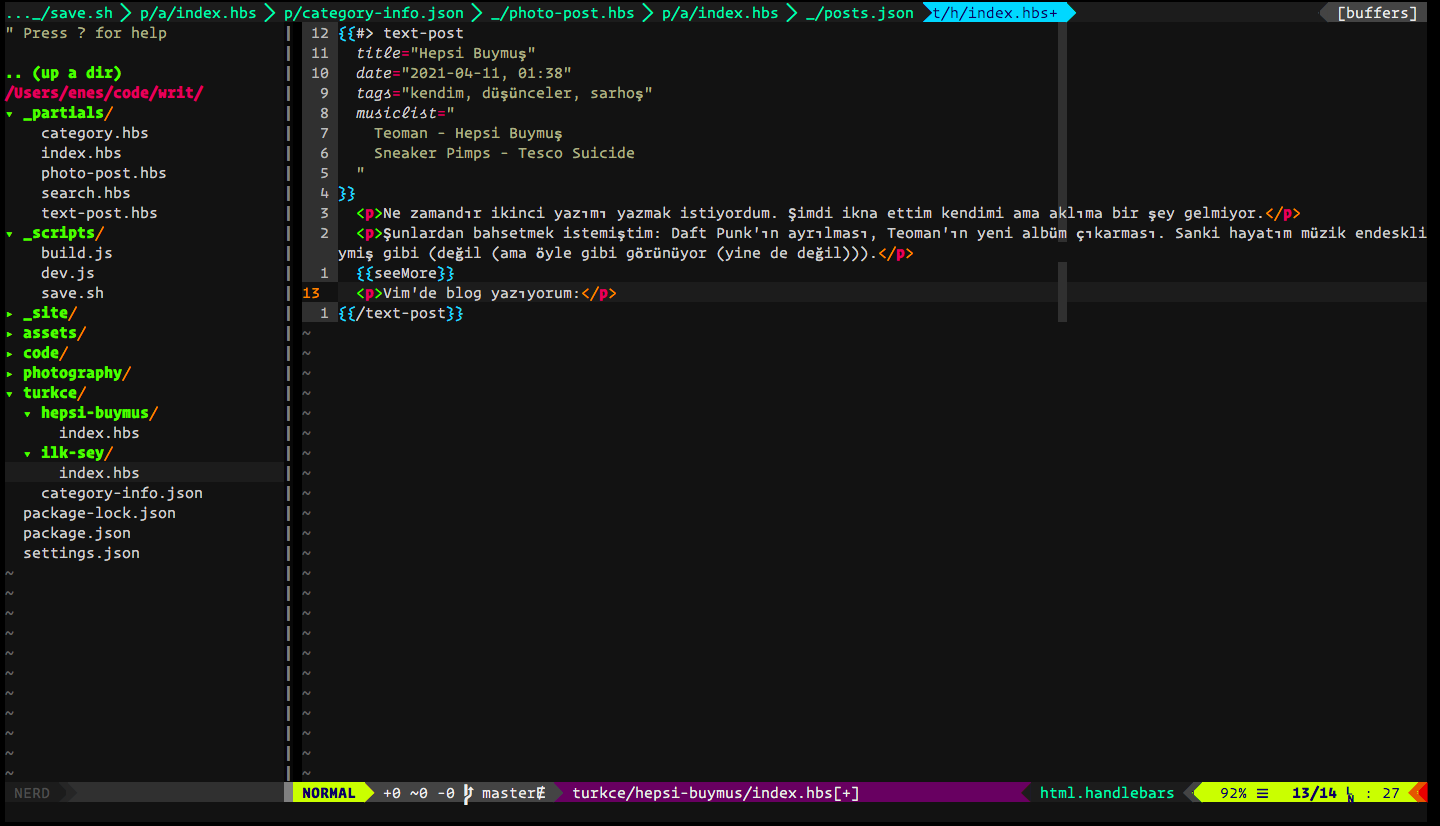 ..._/save.sh p/a/index.hbs p/category-info.json _/photo-post.hbs p/a/index.hbs _/posts.json t/h/index.hbs+ [buffers]
" Press ? for help
.. (up a dir)
/Users/enes/code/writ/
▾ _partials/
category.hbs
index.hbs
photo-post.hbs
search.hbs
text-post.hbs
▾ _scripts/
build.js
dev.js
save.sh
▸ _site/
▸ assets/
▸ code/
▸ photography/
▾ turkce/
▾ hepsi-buymus/
index.hbs
▾ ilk-sey/
index.hbs
category-info.json
package-lock.json
package.json
settings.json
12 {{#> text-post
11 title="Hepsi Buymuş"
10 date="2021-04-11, 01:38"
9 tags="kendim, düşünceler, sarhoş"
8 musiclist="
7 Teoman - Hepsi Buymuş
6 Sneaker Pimps - Tesco Suicide
5 "
4 }}
3 <p>Ne zamandır ikinci yazımı yazmak istiyordum. Şimdi ikna ettim kendimi ama aklıma bir şey gelmiyor.</p>
2 <p>Şunlardan bahsetmek istemiştim: Daft Punk'ın ayrılması, Teoman'ın yeni albüm çıkarması. Sanki hayatım müzik endeksli
ymiş gibi (değil (ama öyle gibi görünüyor (yine de değil))).</p>
1 {{seeMore}}
13 <p>Vim'de blog yazıyorum:</p>
1 {{/text-post}}
NERD NORMAL +0 ~0 -0 master turkce/hepsi-buymus/index.hbs[+] html.handlebars 92% ☰ 13/14 : 27